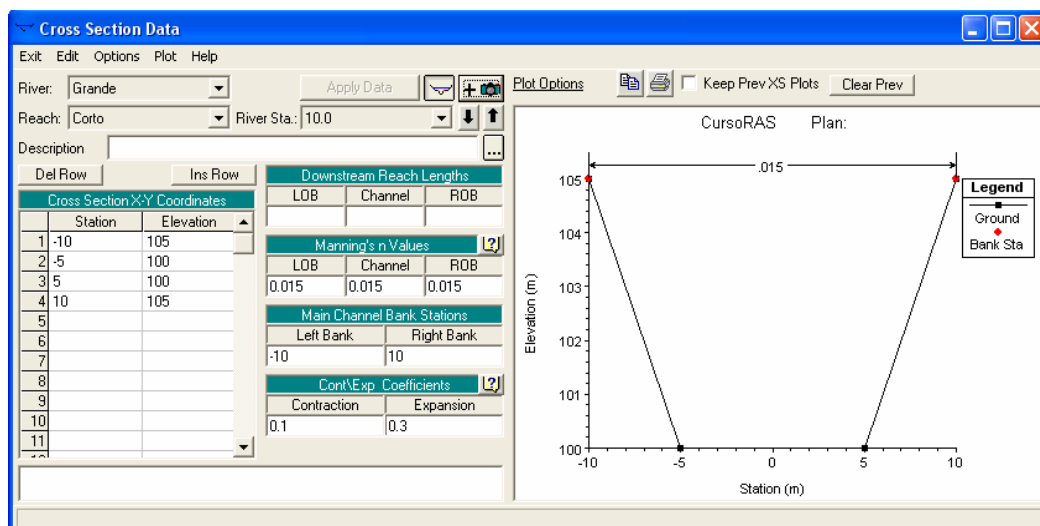 Cross Section Data
Exit Edit Options Plot Help
River: Grande Apply Data
Reach: Corto River Sta.: 10.0
Description ...
Del Row Ins Row
Cross Section X-Y Coordinates
Station Elevation
1 -10 105
2 -5 100
3 5 100
4 10 105
5
6
7
8
9
10
11
Downstream Reach Lengths
LOB Channel ROB
Manning's n Values
LOB Channel ROB
0.015 0.015 0.015
Main Channel Bank Stations
Left Bank Right Bank
-10 10
Cont\Exp Coefficients
Contraction Expansion
0.1 0.3
Plot Options Keep Prev XS Plots Clear Prev
CursoRAS Plan:
.015
105
104
103
102
101
100
Elevation (m)
-10 -5 0 5 10
Station (m)
Legend
Ground
Bank Sta